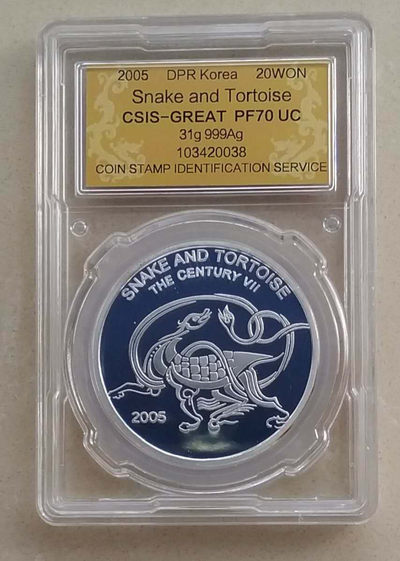 2005 DPR Korea 20WON
Snake and Tortoise
CSIS-GREAT PF70 UC
31g 999Ag
103420038
COIN STAMP IDENTIFICATION SERVICE
SNAKE AND TORTOISE
THE CENTURY VII
2005